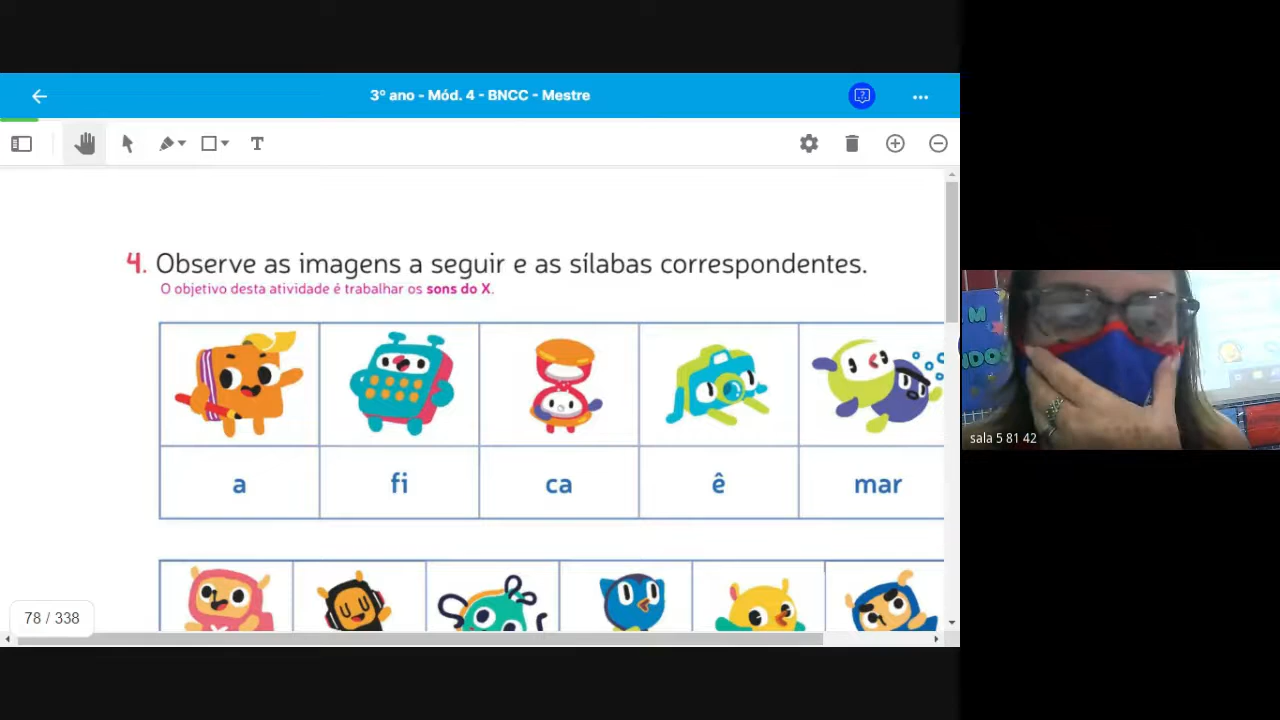 3º ano - Mód. 4 - BNCC - Mestre
T
4. Observe as imagens a seguir e as sílabas correspondentes.
O objetivo desta atividade é trabalhar os sons do X.
a fi ca ê mar
78 / 338
M
NDOS
sala 5 81 42